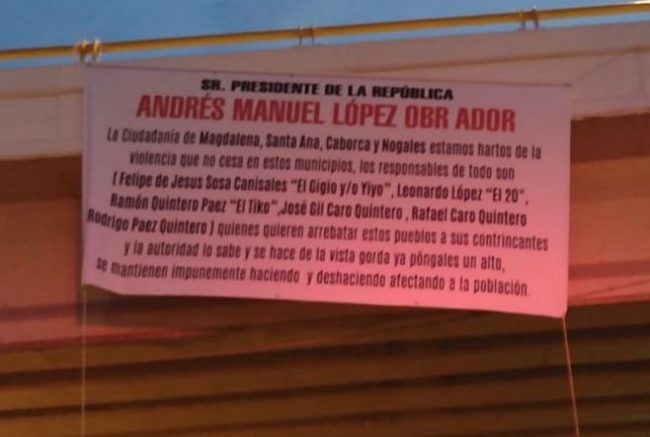 SR. PRESIDENTE DE LA REPÚBLICA
ANDRÉS MANUEL LÓPEZ OBR ADOR
La Ciudadanía de Magdalena, Santa Ana, Caborca y Nogales estamos hartos de la
violencia que no cesa en estos municipios, los responsables de todo son
( Felipe de Jesus Sosa Canisales "El Gigio y/o Yiyo", Leonardo López "El 20",
Ramón Quintero Paez "El Tiko",José Gil Caro Quintero , Rafael Caro Quintero
Rodrigo Paez Quintero ) quienes quieren arrebatar estos pueblos a sus contrincantes
y la autoridad lo sabe y se hace de la vista gorda ya póngales un alto,
se mantienen impunemente haciendo y deshaciendo afectando a la población.